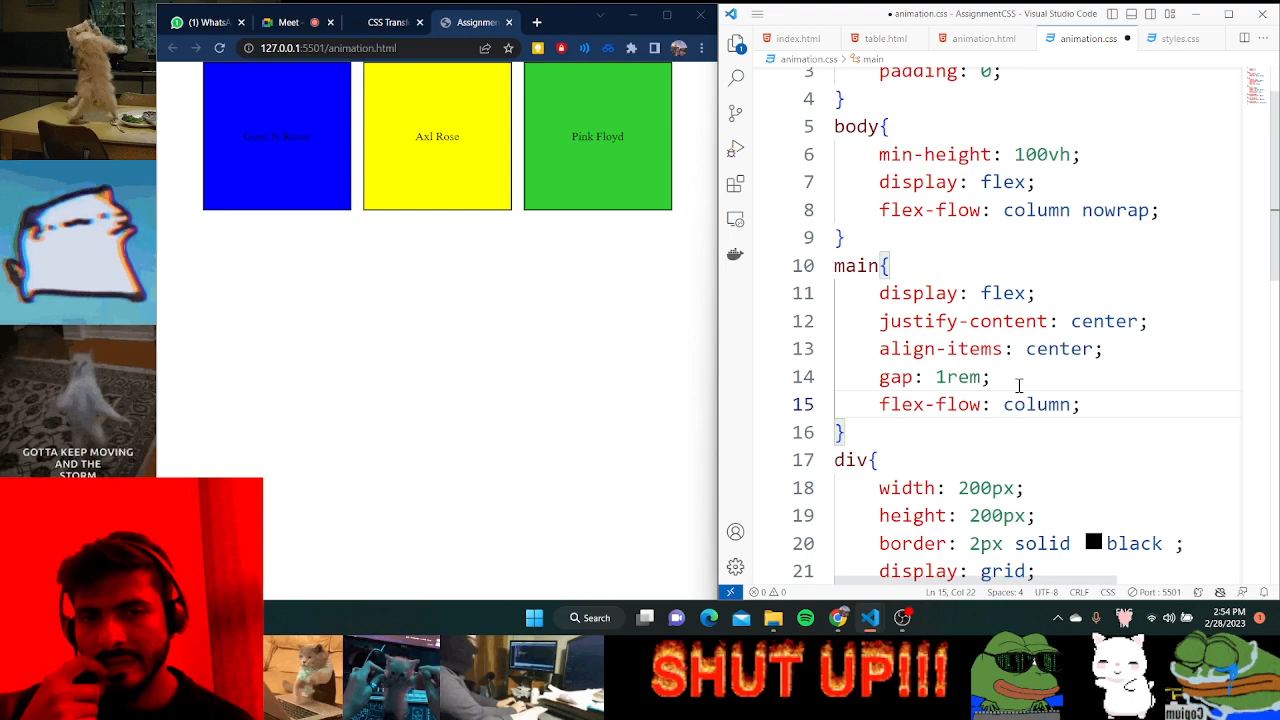 WhatsA
Meet -
CSS Transf
Assignmen
127.0.0.1:5501/animation.html
Axl Rose
Pink Floyd
GOTTA KEEP MOVING
AND THE
STORM
animation.css - AssignmentCSS - Visual Studio Code
index.html
table.html
animation.html
animation.css
styles.css
animation.css > main
3 padding: 0;
4 }
5 body{
6 min-height: 100vh;
7 display: flex;
8 flex-flow: column nowrap;
9 }
10 main{
11 display: flex;
12 justify-content: center;
13 align-items: center;
14 gap: 1rem;
15 flex-flow: column;
16 }
17 div{
18 width: 200px;
19 height: 200px;
20 border: 2px solid black ;
21 display: grid;
0 0 Ln 15, Col 22 Spaces: 4 UTF-8 CRLF CSS Port : 5501
Search
2:54 PM
2/28/2023
1
SHUT UP!!!